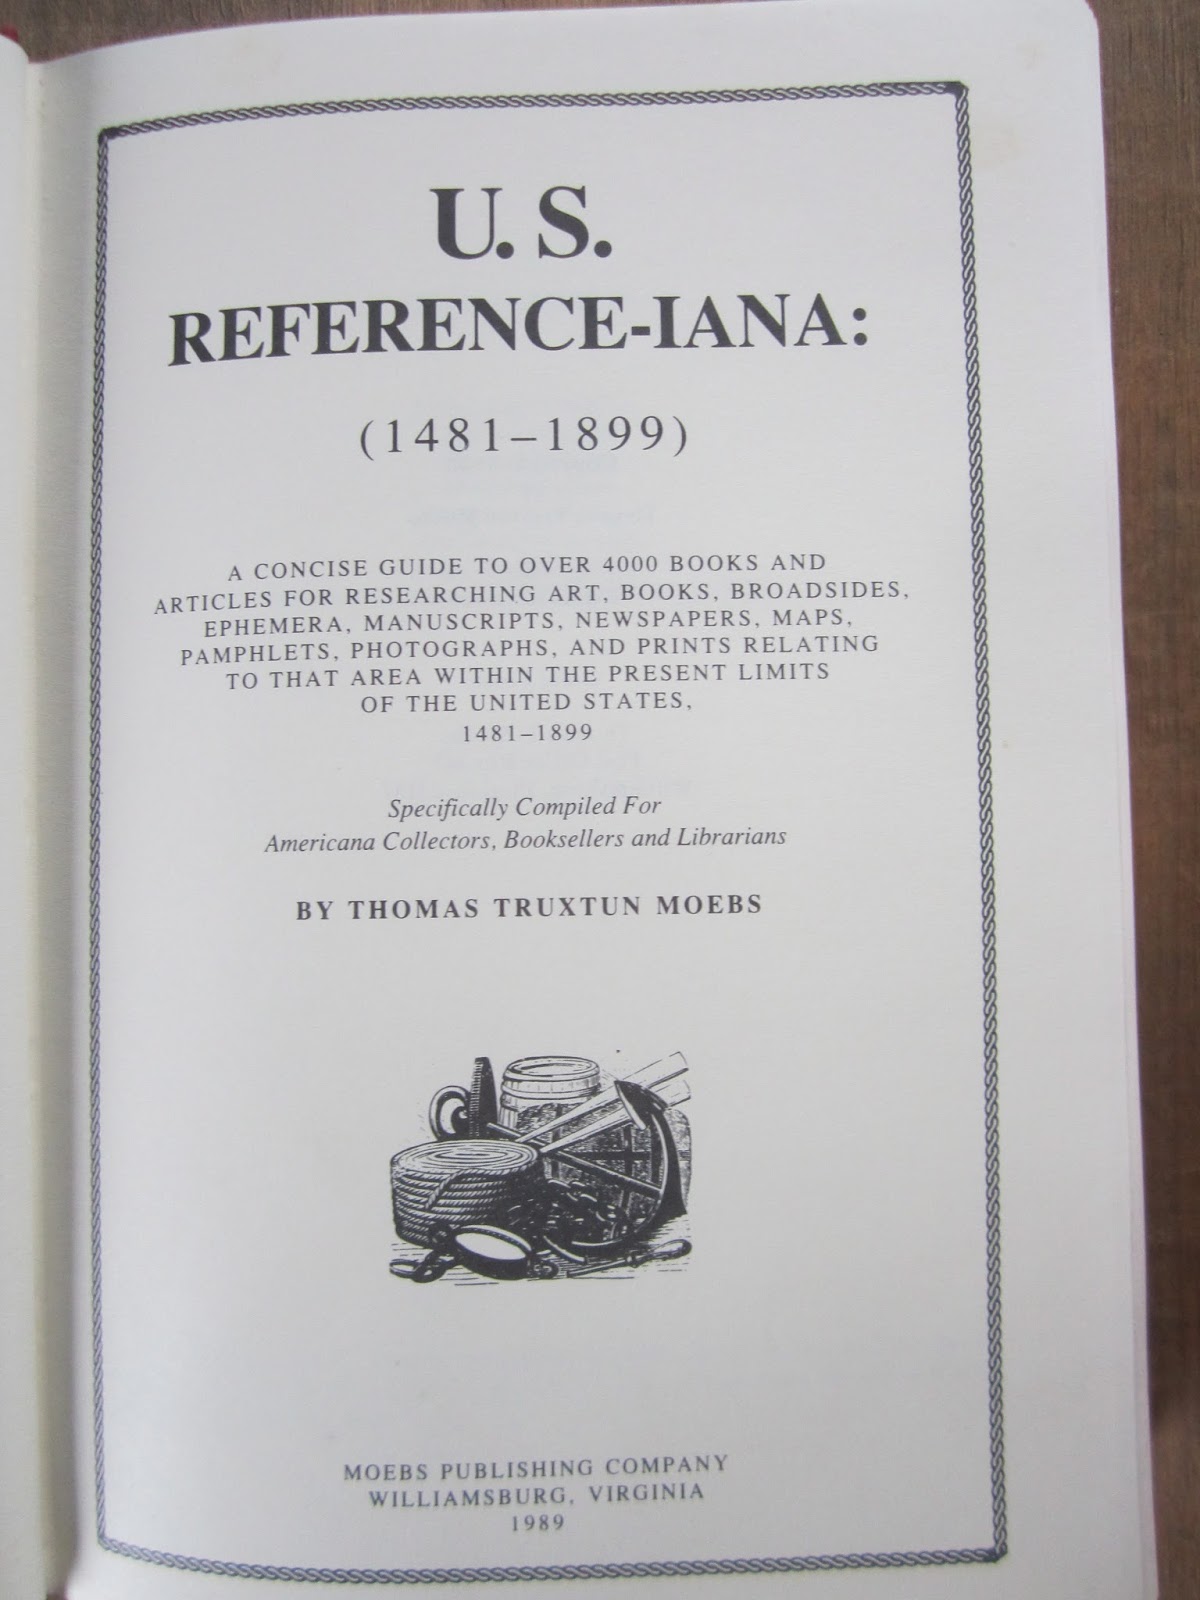 U. S.
REFERENCE-IANA:
(1481–1899)
A CONCISE GUIDE TO OVER 4000 BOOKS AND
ARTICLES FOR RESEARCHING ART, BOOKS, BROADSIDES,
EPHEMERA, MANUSCRIPTS, NEWSPAPERS, MAPS,
PAMPHLETS, PHOTOGRAPHS, AND PRINTS RELATING
TO THAT AREA WITHIN THE PRESENT LIMITS
OF THE UNITED STATES,
1481–1899
Specifically Compiled For
Americana Collectors, Booksellers and Librarians
BY THOMAS TRUXTUN MOEBS
MOEBS PUBLISHING COMPANY
WILLIAMSBURG, VIRGINIA
1989